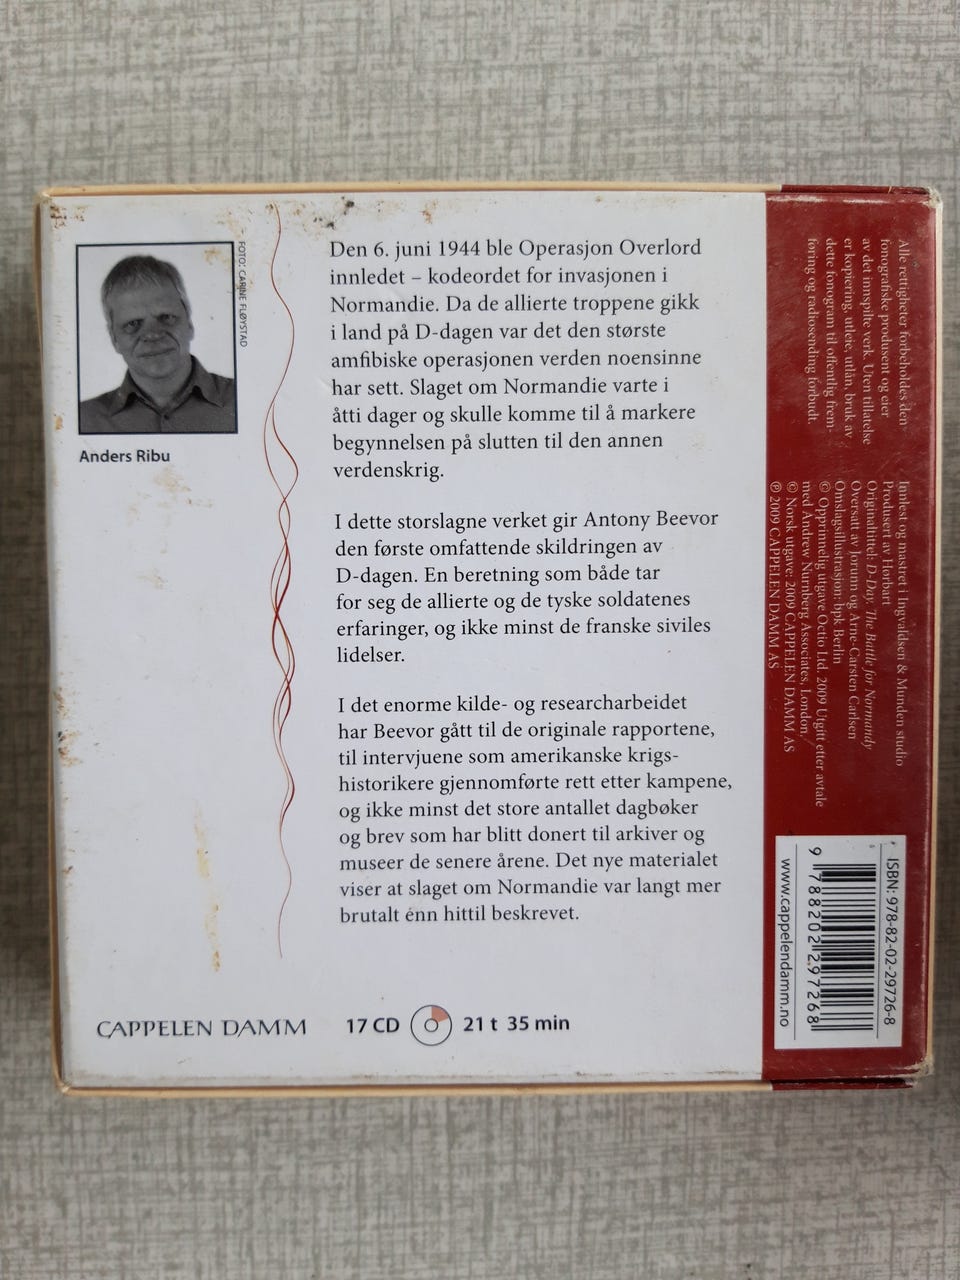 FOTO: CARINE FLØYSTAD
Anders Ribu
Den 6. juni 1944 ble Operasjon Overlord
innledet – kodeordet for invasjonen i
Normandie. Da de allierte troppene gikk
i land på D-dagen var det den største
amfibiske operasjonen verden noensinne
har sett. Slaget om Normandie varte i
åtti dager og skulle komme til å markere
begynnelsen på slutten til den annen
verdenskrig.
I dette storslagne verket gir Antony Beevor
den første omfattende skildringen av
D-dagen. En beretning som både tar
for seg de allierte og de tyske soldatenes
erfaringer, og ikke minst de franske siviles
lidelser.
I det enorme kilde- og researcharbeidet
har Beevor gått til de originale rapportene,
til intervjuene som amerikanske krigs-
historikere gjennomførte rett etter kampene,
og ikke minst det store antallet dagbøker
og brev som har blitt donert til arkiver og
museer de senere årene. Det nye materialet
viser at slaget om Normandie var langt mer
brutalt enn hittil beskrevet.
CAPPELEN DAMM 17 CD 21 t 35 min
Alle rettigheter forbeholdes den
fonografiske produsent og eier
av det innspilte verk. Uten tillatelse
er kopiering, utleie, utlån, bruk av
dette fonogram til offentlig frem-
føring og radiosending forbudt.
Innlest og mastret i Ingvaldsen & Munden studio
Produsert av Hørbart
Originaltittel: D-Day. The Battle for Normandy
Oversatt av Jorunn og Arne-Carsten Carlsen
Omslagsillustrasjon: bpk Berlin
© Opprinnelig utgave Ocito Ltd. 2009 Utgitt etter avtale
med Andrew Nurnberg Associates, London/
© Norsk utgave: 2009 CAPPELEN DAMM AS
℗ 2009 CAPPELEN DAMM AS
ISBN: 978-82-02-29726-8
9 788202 297268
www.cappelendamm.no